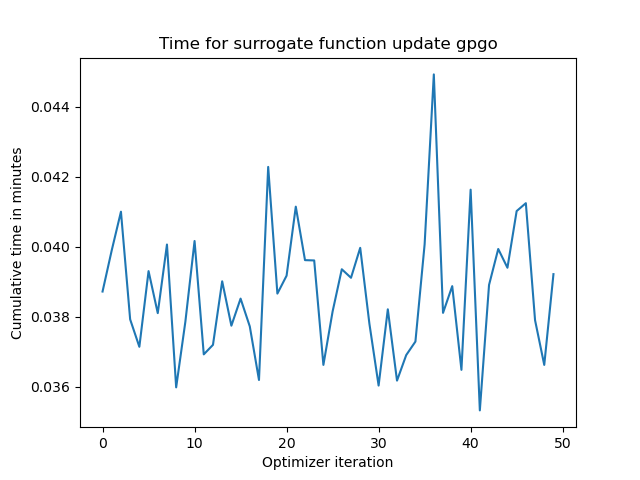 Time for surrogate function update gpgo
Cumulative time in minutes
0.044
0.042
0.040
0.038
0.036
0 10 20 30 40 50
Optimizer iteration